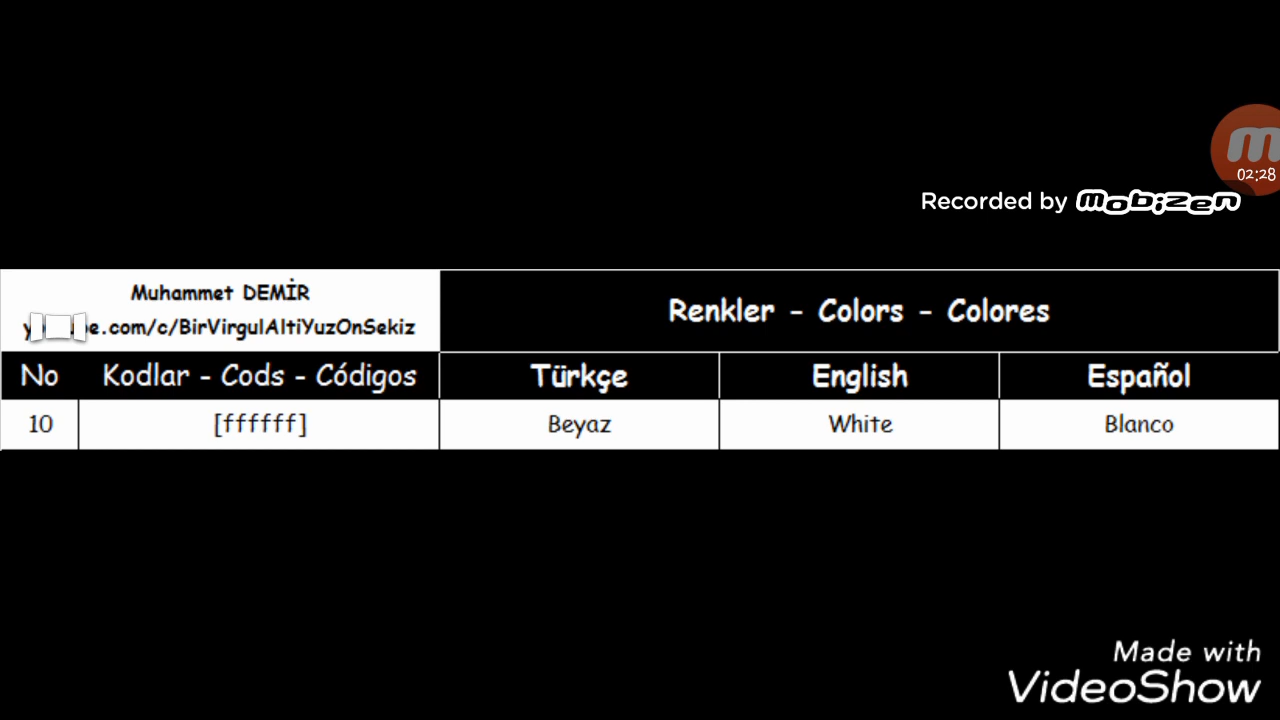 02:28
Recorded by mobizen
Muhammet DEMİR
.com/c/BirVirgulAltiYuzOnSekiz
Renkler - Colors - Colores
No Kodlar - Cods - Códigos Türkçe English Español
10 [ffffff] Beyaz White Blanco
Made with
VideoShow